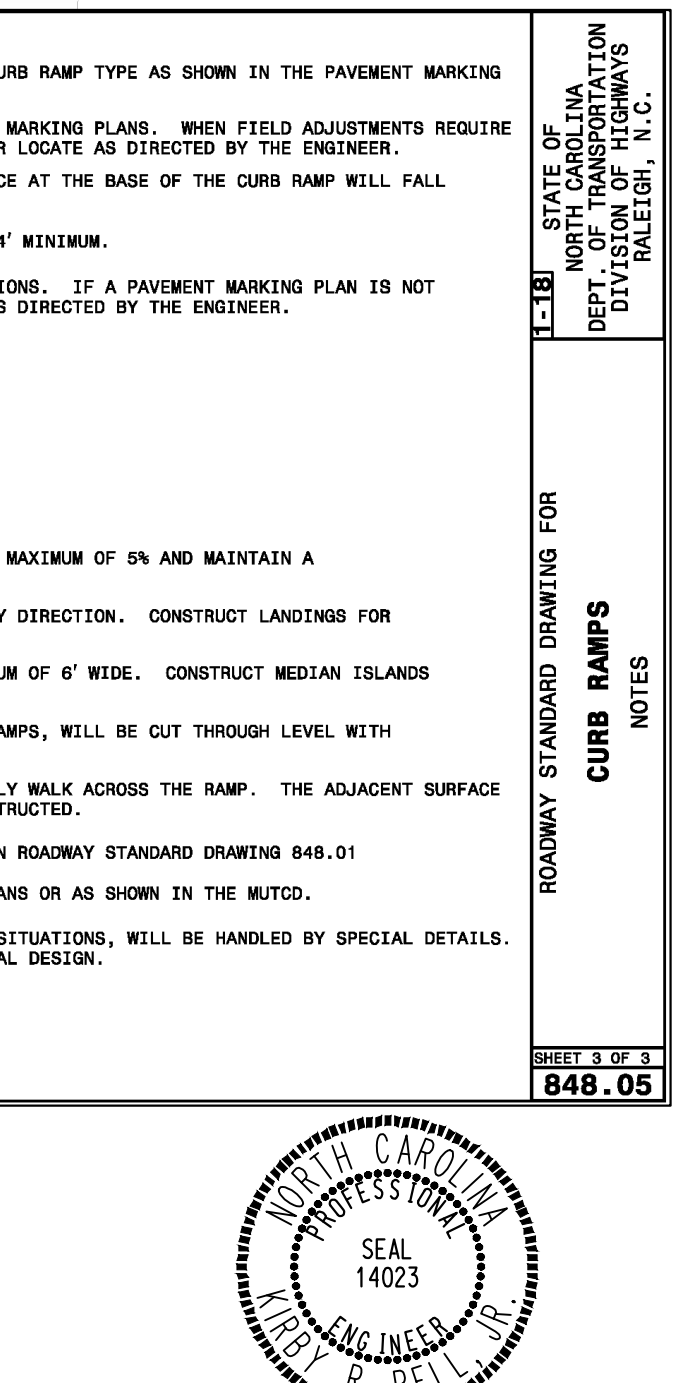 URB RAMP TYPE AS SHOWN IN THE PAVEMENT MARKING
MARKING PLANS. WHEN FIELD ADJUSTMENTS REQUIRE
R LOCATE AS DIRECTED BY THE ENGINEER.
CE AT THE BASE OF THE CURB RAMP WILL FALL
4' MINIMUM.
IONS. IF A PAVEMENT MARKING PLAN IS NOT
S DIRECTED BY THE ENGINEER.
MAXIMUM OF 5% AND MAINTAIN A
Y DIRECTION. CONSTRUCT LANDINGS FOR
UM OF 6' WIDE. CONSTRUCT MEDIAN ISLANDS
AMPS, WILL BE CUT THROUGH LEVEL WITH
LY WALK ACROSS THE RAMP. THE ADJACENT SURFACE
TRUCTED.
N ROADWAY STANDARD DRAWING 848.01
ANS OR AS SHOWN IN THE MUTCD.
SITUATIONS, WILL BE HANDLED BY SPECIAL DETAILS.
AL DESIGN.
1-18
STATE OF
NORTH CAROLINA
DEPT. OF TRANSPORTATION
DIVISION OF HIGHWAYS
RALEIGH, N.C.
ROADWAY STANDARD DRAWING FOR
CURB RAMPS
NOTES
SHEET 3 OF 3
848.05
NORTH CAROLINA
PROFESSIONAL
SEAL
14023
ENGINEER
KIRBY R. PELL, JR.